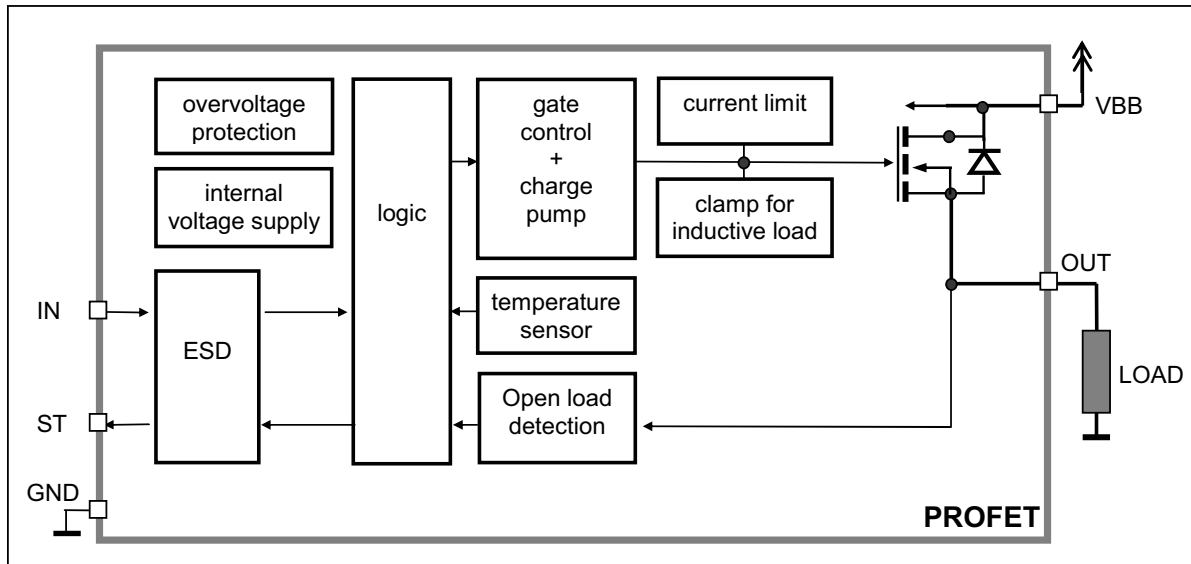 overvoltage
protection
internal
voltage supply
logic
gate
control
+
charge
pump
current limit
clamp for
inductive load
VBB
OUT
LOAD
IN
ESD
temperature
sensor
ST
Open load
detection
GND
PROFET